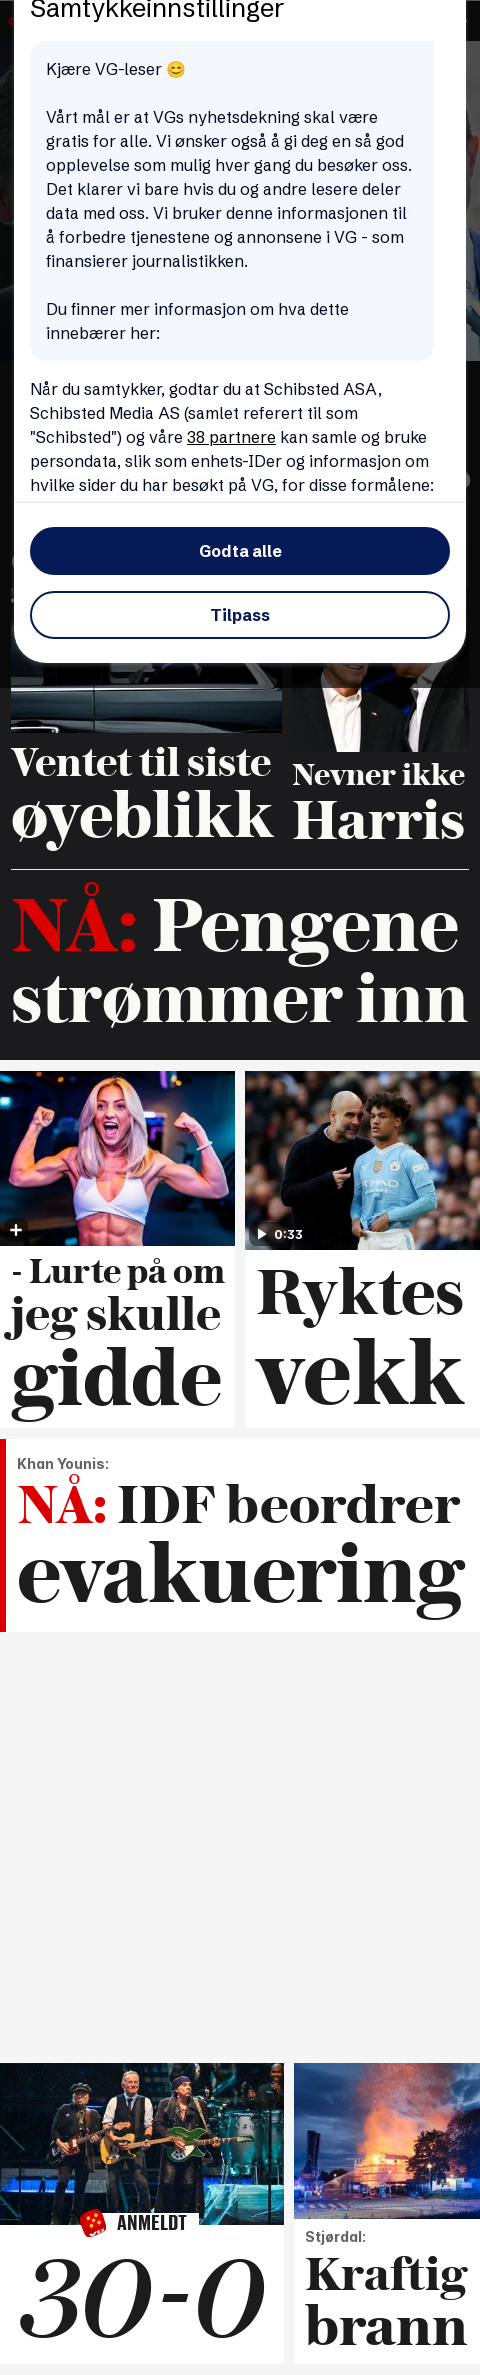 Samtykkeinnstillinger
Kjære VG-leser 😊
Vårt mål er at VGs nyhetsdekning skal være
gratis for alle. Vi ønsker også å gi deg en så god
opplevelse som mulig hver gang du besøker oss.
Det klarer vi bare hvis du og andre lesere deler
data med oss. Vi bruker denne informasjonen til
å forbedre tjenestene og annonsene i VG - som
finansierer journalistikken.
Du finner mer informasjon om hva dette
innebærer her:
Når du samtykker, godtar du at Schibsted ASA,
Schibsted Media AS (samlet referert til som
"Schibsted") og våre 38 partnere kan samle og bruke
persondata, slik som enhets-IDer og informasjon om
hvilke sider du har besøkt på VG, for disse formålene:
Godta alle
Tilpass
Ventet til siste
øyeblikk
Nevner ikke
Harris
NÅ: Pengene
strømmer inn
- Lurte på om
jeg skulle
gidde
0:33
Ryktes
vekk
Khan Younis:
NÅ: IDF beordrer
evakuering
ANMELDT
30-0
Stjørdal:
Kraftig
brann